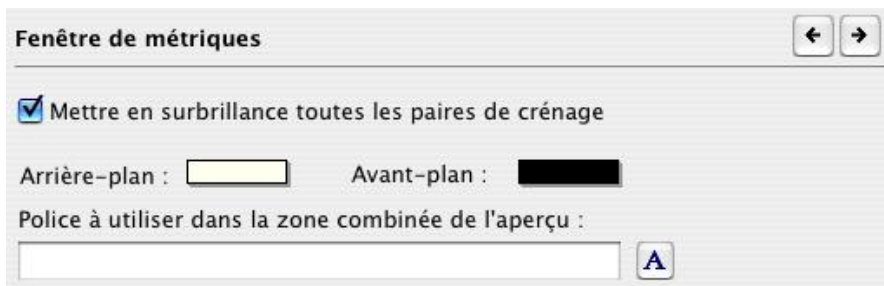 Fenêtre de métriques
Mettre en surbrillance toutes les paires de crénage
Arrière-plan : Avant-plan :
Police à utiliser dans la zone combinée de l'aperçu :
A